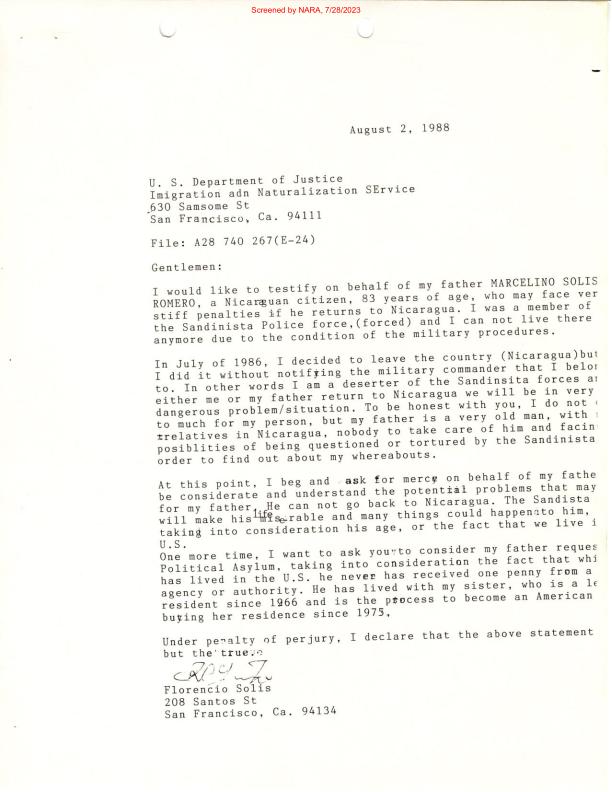 Screened by NARA, 7/28/2023
August 2, 1988
U. S. Department of Justice
Imigration adn Naturalization SErvice
630 Samsome St
San Francisco, Ca. 94111
File: A28 740 267(E-24)
Gentlemen:
I would like to testify on behalf of my father MARCELINO SOLIS
ROMERO, a Nicaraguan citizen, 83 years of age, who may face ver
stiff penalties if he returns to Nicaragua. I was a member of
the Sandinista Police force,(forced) and I can not live there
anymore due to the condition of the military procedures.
In July of 1986, I decided to leave the country (Nicaragua)but
I did it without notifying the military commander that I belon
to. In other words I am a deserter of the Sandinsita forces an
either me or my father return to Nicaragua we will be in very
dangerous problem/situation. To be honest with you, I do not
to much for my person, but my father is a very old man, with
relatives in Nicaragua, nobody to take care of him and facin
posiblities of being questioned or tortured by the Sandinista
order to find out about my whereabouts.
At this point, I beg and ask for mercy on behalf of my fathe
be considerate and understand the potential problems that may
for my father. He can not go back to Nicaragua. The Sandista
will make his life miserable and many things could happen to him,
taking into consideration his age, or the fact that we live i
U.S.
One more time, I want to ask you to consider my father reques
Political Asylum, taking into consideration the fact that whi
has lived in the U.S. he never has received one penny from a
agency or authority. He has lived with my sister, who is a le
resident since 1966 and is the process to become an American
buying her residence since 1975,
Under penalty of perjury, I declare that the above statement
but the true.
Florencio Solis
208 Santos St
San Francisco, Ca. 94134